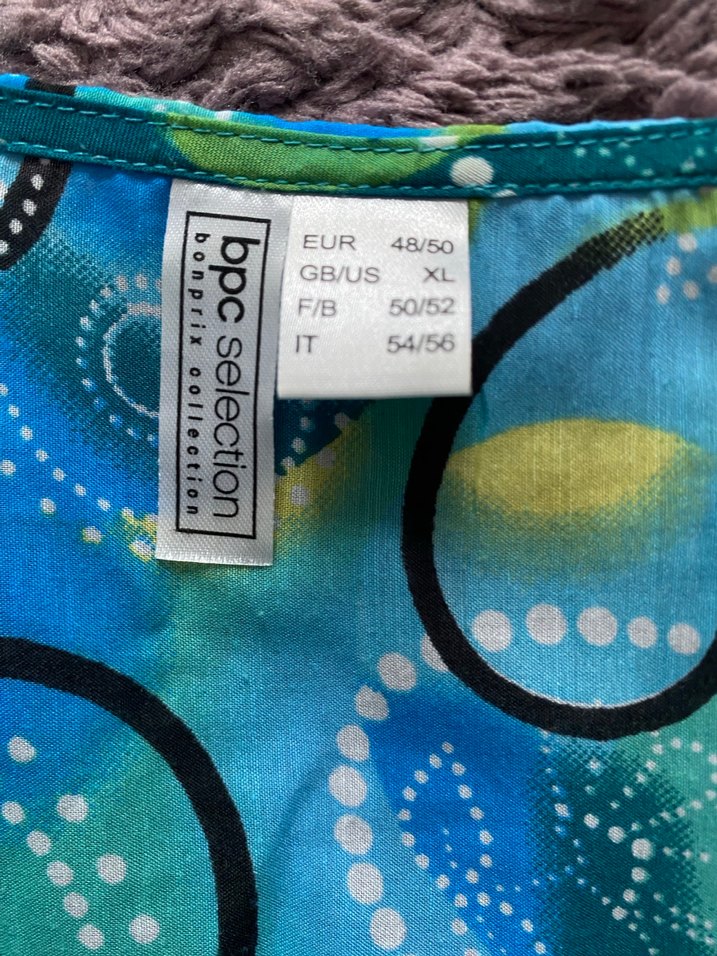 bpc selection
bonprix collection
EUR 48/50
GB/US XL
F/B 50/52
IT 54/56